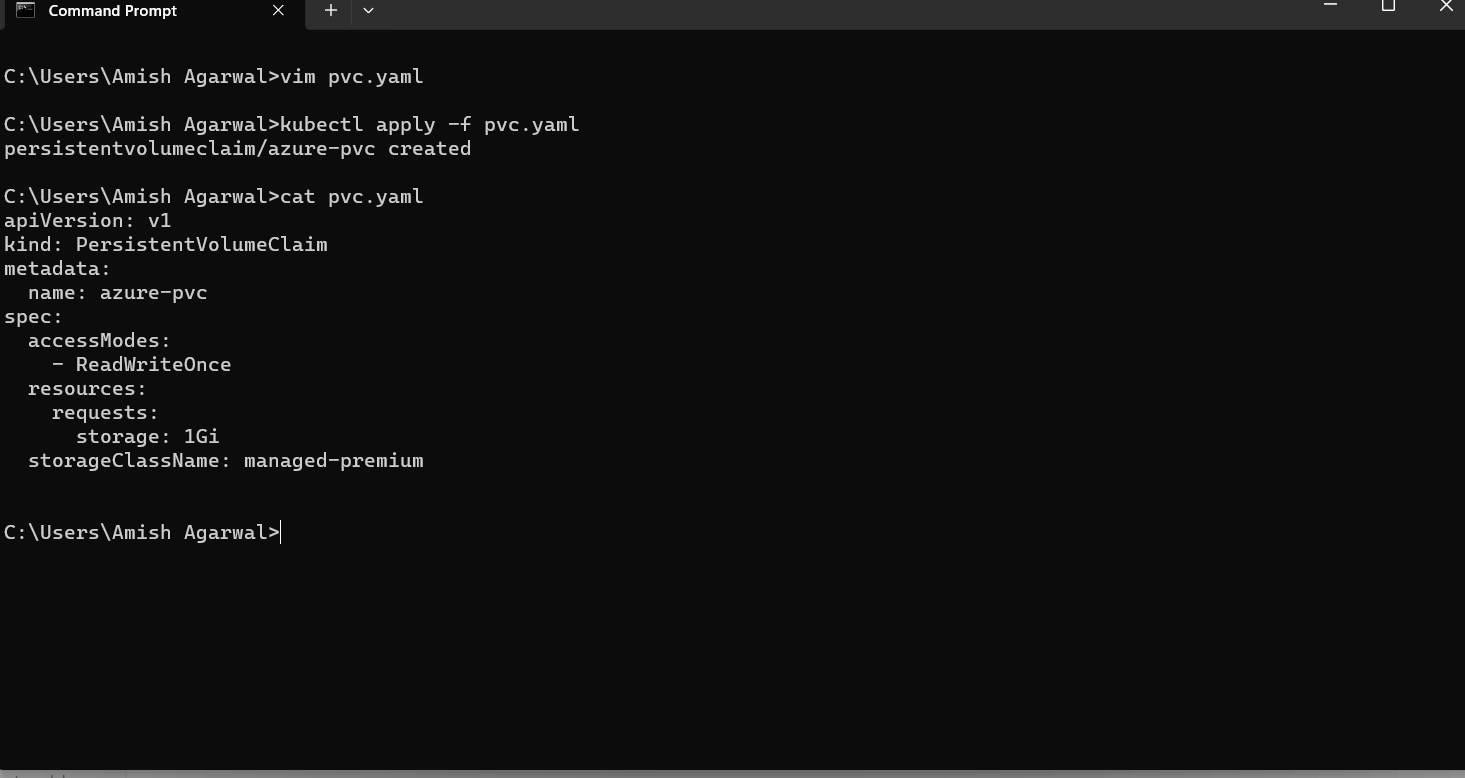 Command Prompt
C:\Users\Amish Agarwal>vim pvc.yaml
C:\Users\Amish Agarwal>kubectl apply -f pvc.yaml
persistentvolumeclaim/azure-pvc created
C:\Users\Amish Agarwal>cat pvc.yaml
apiVersion: v1
kind: PersistentVolumeClaim
metadata:
  name: azure-pvc
spec:
  accessModes:
    - ReadWriteOnce
  resources:
    requests:
      storage: 1Gi
  storageClassName: managed-premium
C:\Users\Amish Agarwal>